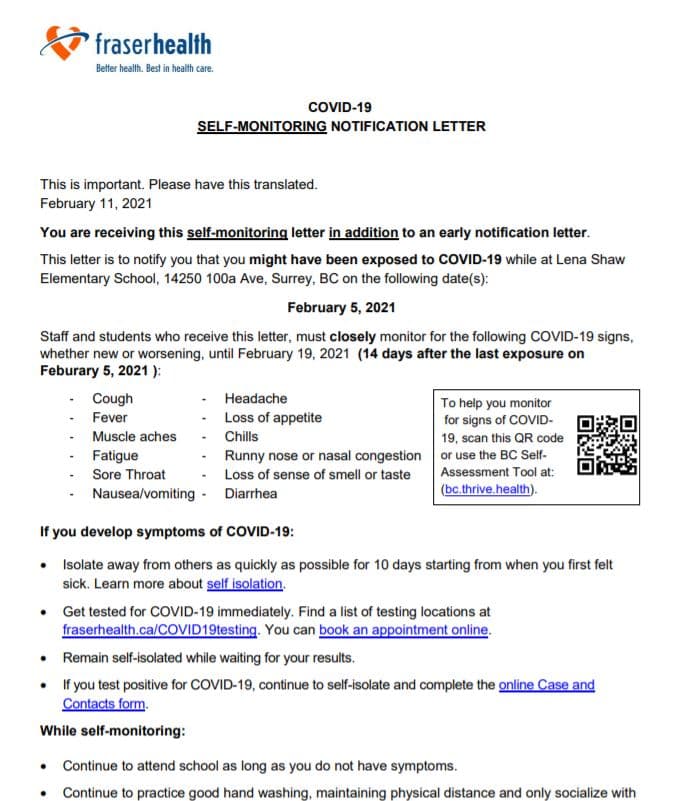 fraserhealth
Better health. Best in health care.
COVID-19
SELF-MONITORING NOTIFICATION LETTER
This is important. Please have this translated.
February 11, 2021
You are receiving this self-monitoring letter in addition to an early notification letter.
This letter is to notify you that you might have been exposed to COVID-19 while at Lena Shaw
Elementary School, 14250 100a Ave, Surrey, BC on the following date(s):
February 5, 2021
Staff and students who receive this letter, must closely monitor for the following COVID-19 signs,
whether new or worsening, until February 19, 2021 (14 days after the last exposure on
Feburary 5, 2021 ):
- Cough
- Fever
- Muscle aches
- Fatigue
- Sore Throat
- Nausea/vomiting
- Headache
- Loss of appetite
- Chills
- Runny nose or nasal congestion
- Loss of sense of smell or taste
- Diarrhea
To help you monitor
for signs of COVID-
19, scan this QR code
or use the BC Self-
Assessment Tool at:
(bc.thrive.health).
If you develop symptoms of COVID-19:
• Isolate away from others as quickly as possible for 10 days starting from when you first felt
sick. Learn more about self isolation.
• Get tested for COVID-19 immediately. Find a list of testing locations at
fraserhealth.ca/COVID19testing. You can book an appointment online.
• Remain self-isolated while waiting for your results.
• If you test positive for COVID-19, continue to self-isolate and complete the online Case and
Contacts form.
While self-monitoring:
• Continue to attend school as long as you do not have symptoms.
• Continue to practice good hand washing, maintaining physical distance and only socialize with